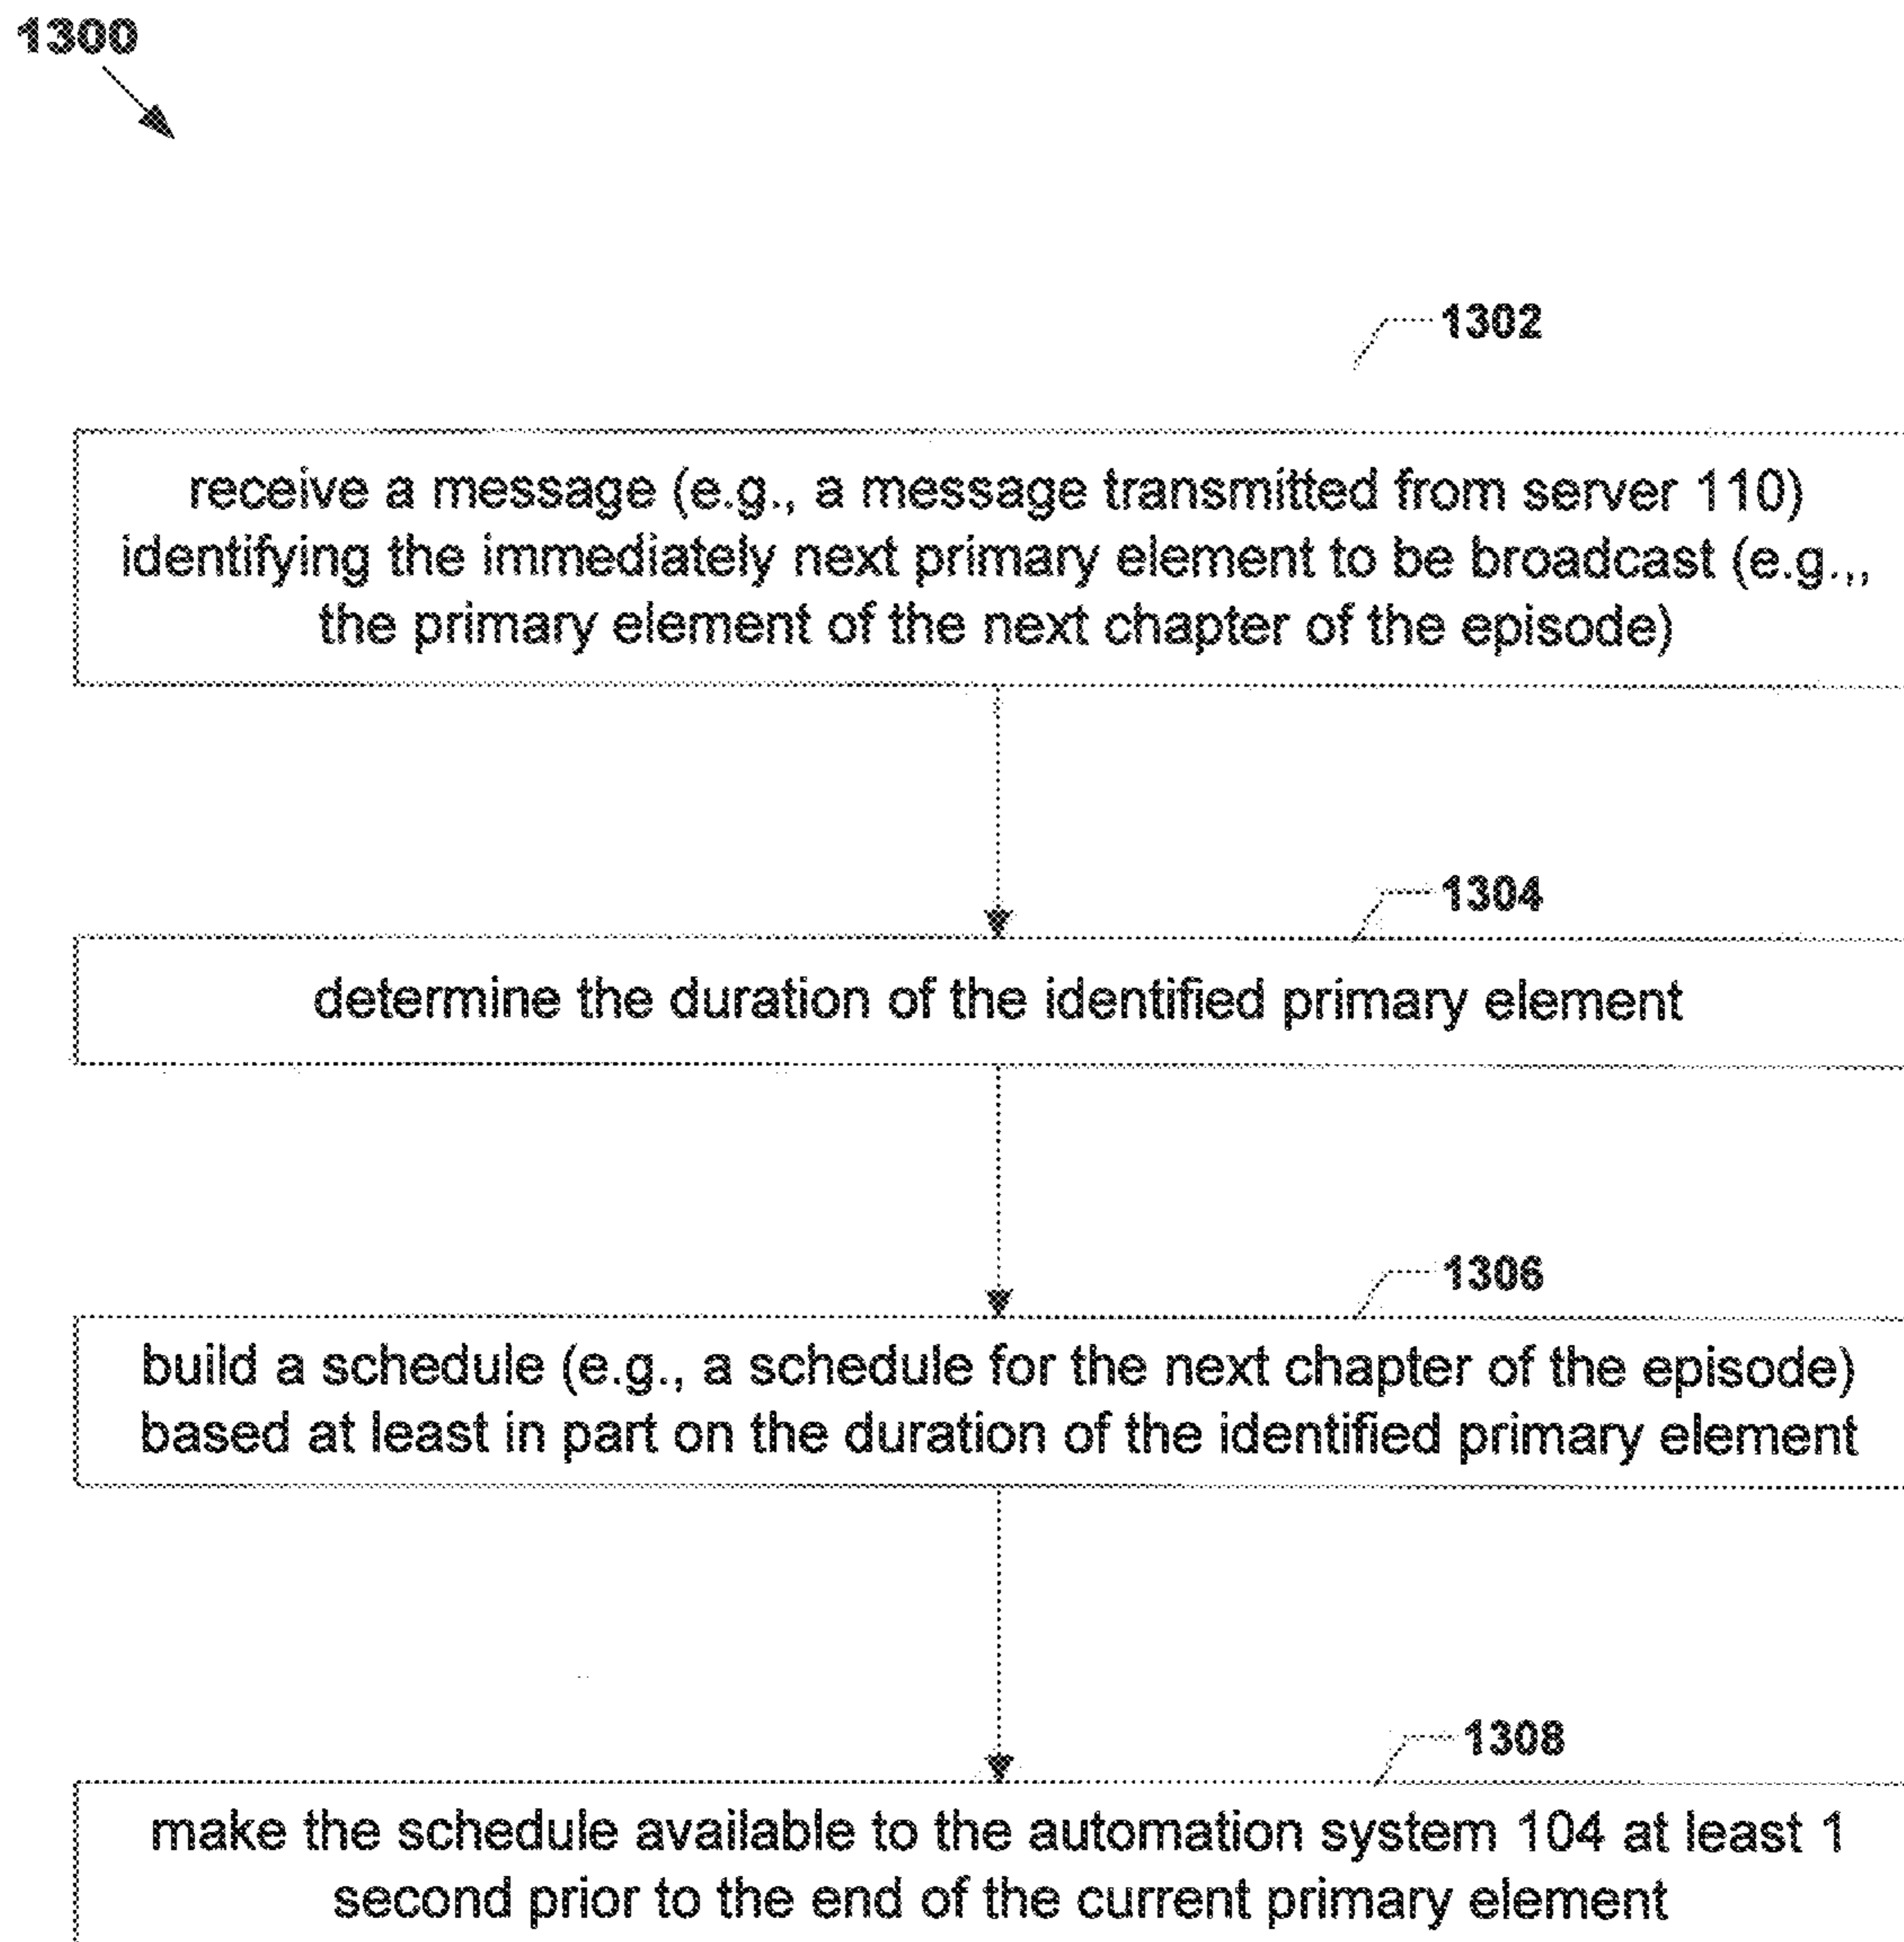 1300
1302
receive a message (e.g., a message transmitted from server 110)
identifying the immediately next primary element to be broadcast (e.g.,,
the primary element of the next chapter of the episode)
1304
determine the duration of the identified primary element
1306
build a schedule (e.g., a schedule for the next chapter of the episode)
based at least in part on the duration of the identified primary element
1308
make the schedule available to the automation system 104 at least 1
second prior to the end of the current primary element